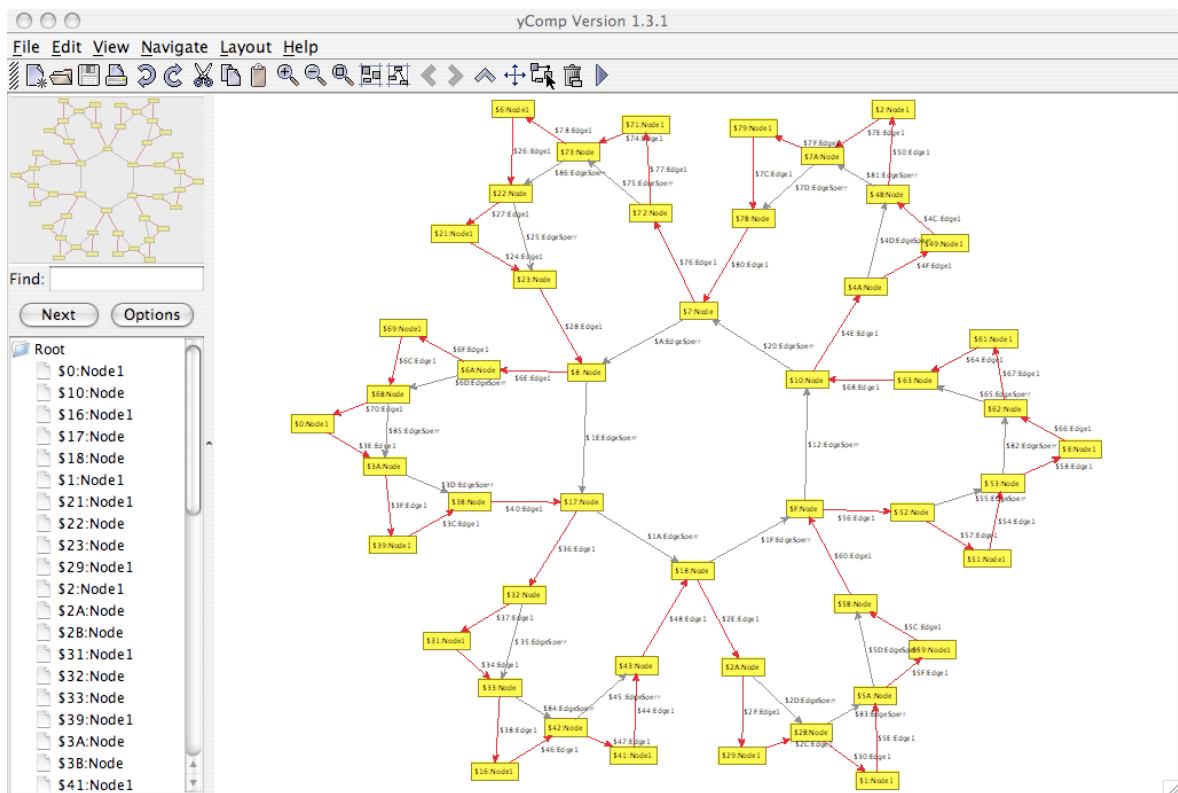 yComp Version 1.3.1
File Edit View Navigate Layout Help
Find:
Next Options
Root
$0:Node1
$10:Node
$16:Node1
$17:Node
$18:Node
$1:Node1
$21:Node1
$22:Node
$23:Node
$29:Node1
$2:Node1
$2A:Node
$2B:Node
$31:Node1
$32:Node
$33:Node
$39:Node1
$3A:Node
$3B:Node
$41:Node1
$6:Node1
$78:Edge1
$71:Node1
$74:Edge1
$73:Node
$26:Edge1
$86:EdgeSperr
$77:Edge1
$75:EdgeSperr
$22:Node
$72:Node
$27:Edge1
$21:Node1
$25:EdgeSperr
$24:Edge1
$23:Node
$76:Edge1
$28:Edge1
$2:Node1
$79:Node1
$7E:Edge1
$7F:Edge1
$7A:Node
$50:Edge1
$7C:Edge1
$81:EdgeSperr
$7D:EdgeSperr
$4B:Node
$7B:Node
$4C:Edge1
$4D:EdgeSperr
$49:Node1
$4F:Edge1
$80:Edge1
$4A:Node
$7:Node
$4E:Edge1
$A:EdgeSperr
$20:EdgeSperr
$69:Node1
$6F:Edge1
$6C:Edge1
$6A:Node
$6E:Edge1
$8:Node
$6D:EdgeSperr
$6B:Node
$70:Edge1
$0:Node1
$85:EdgeSperr
$3E:Edge1
$3A:Node
$1E:EdgeSperr
$3D:EdgeSperr
$3F:Edge1
$3B:Node
$40:Edge1
$17:Node
$3C:Edge1
$39:Node1
$61:Node1
$64:Edge1
$67:Edge1
$10:Node
$68:Edge1
$63:Node
$65:EdgeSperr
$62:Node
$66:Edge1
$12:EdgeSperr
$82:EdgeSperr
$E:Node1
$58:Edge1
$53:Node
$55:EdgeSperr
$F:Node
$56:Edge1
$52:Node
$54:Edge1
$57:Edge1
$51:Node1
$1A:EdgeSperr
$1F:EdgeSperr
$36:Edge1
$18:Node
$60:Edge1
$32:Node
$37:Edge1
$31:Node1
$35:EdgeSperr
$34:Edge1
$33:Node
$48:Edge1
$2E:Edge1
$43:Node
$45:EdgeSperr
$84:EdgeSperr
$44:Edge1
$38:Edge1
$42:Node
$47:Edge1
$46:Edge1
$41:Node1
$16:Node1
$5B:Node
$5C:Edge1
$5D:EdgeSperr
$59:Node1
$5F:Edge1
$2A:Node
$5A:Node
$2D:EdgeSperr
$2F:Edge1
$83:EdgeSperr
$2B:Node
$2C:Edge1
$5E:Edge1
$29:Node1
$30:Edge1
$1:Node1